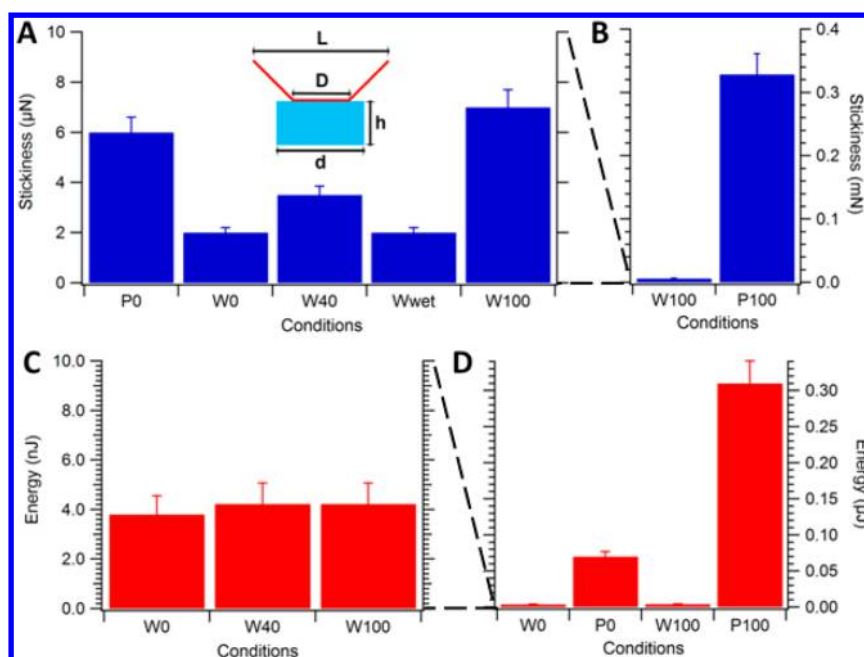 A
B
L
D
h
d
10
8
6
4
2
0
Stickiness (µN)
P0 W0 W40 Wwet W100
Conditions
0.4
0.3
0.2
0.1
0.0
Stickiness (mN)
W100 P100
Conditions
C
D
10.0
8.0
6.0
4.0
2.0
0.0
Energy (nJ)
W0 W40 W100
Conditions
0.30
0.25
0.20
0.15
0.10
0.05
0.00
Energy (µJ)
W0 P0 W100 P100
Conditions